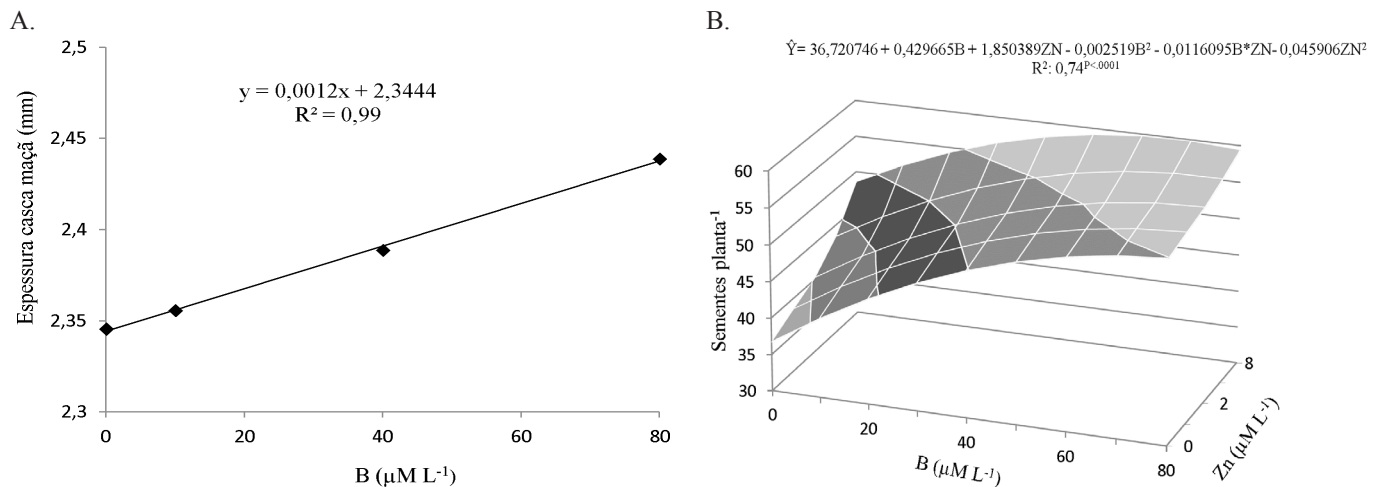 A.
2,5
2,45
2,4
2,35
2,3
Espessura casca maçã (mm)
y = 0,0012x + 2,3444
R² = 0,99
0
20
40
60
80
B (µM L⁻¹)
B.
Ŷ= 36,720746 + 0,429665B + 1,850389ZN - 0,002519B² - 0,0116095B*ZN- 0,045906ZN²
R²: 0,74ᴾ<·⁰⁰⁰¹
60
55
50
45
40
35
30
Sementes planta⁻¹
0
20
40
60
80
B (µM L⁻¹)
0
2
8
Zn (µM L⁻¹)